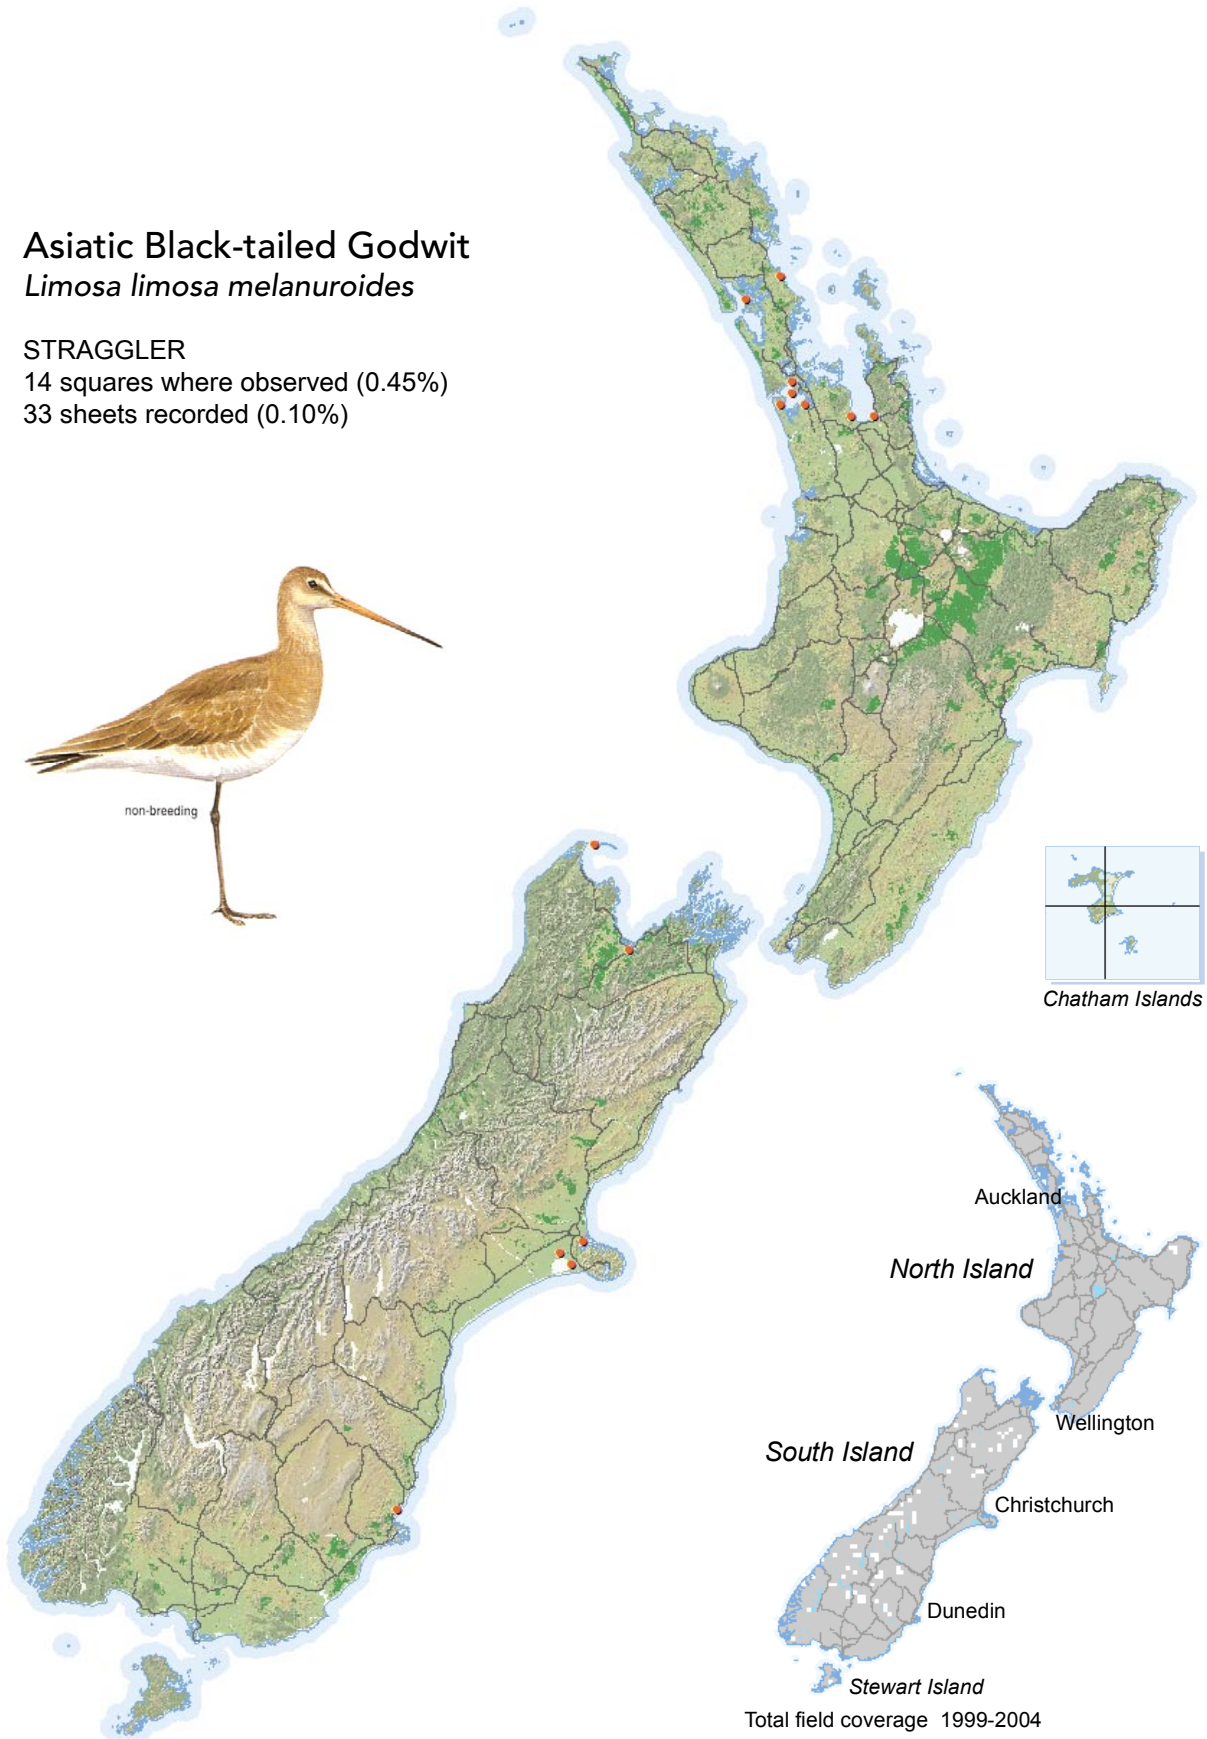 Asiatic Black-tailed Godwit
Limosa limosa melanuroides
STRAGGLER
14 squares where observed (0.45%)
33 sheets recorded (0.10%)
non-breeding
Chatham Islands
Auckland
North Island
Wellington
South Island
Christchurch
Dunedin
Stewart Island
Total field coverage 1999-2004